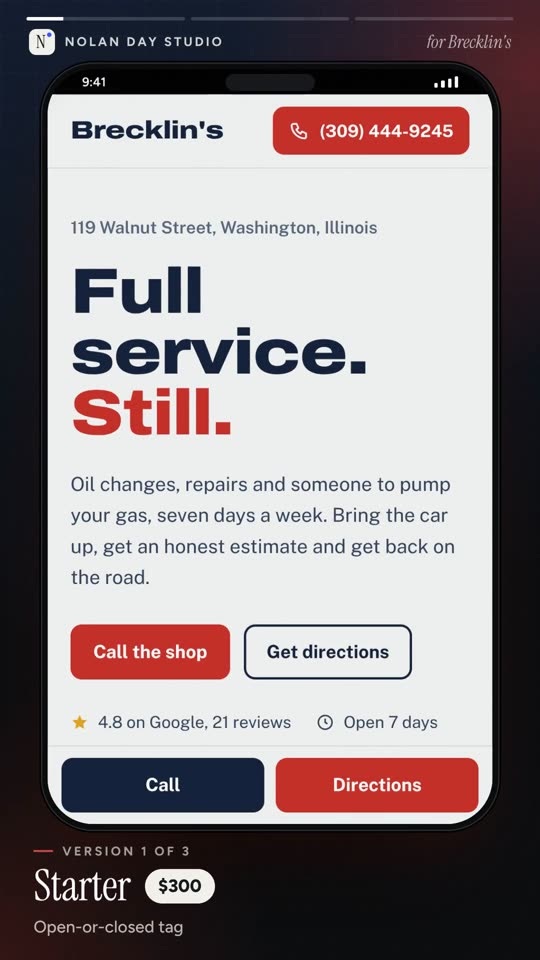 N NOLAN DAY STUDIO
for Brecklin's
9:41
Brecklin's
(309) 444-9245
119 Walnut Street, Washington, Illinois
Full
service.
Still.
Oil changes, repairs and someone to pump
your gas, seven days a week. Bring the car
up, get an honest estimate and get back on
the road.
Call the shop
Get directions
4.8 on Google, 21 reviews
Open 7 days
Call
Directions
VERSION 1 OF 3
Starter
$300
Open-or-closed tag